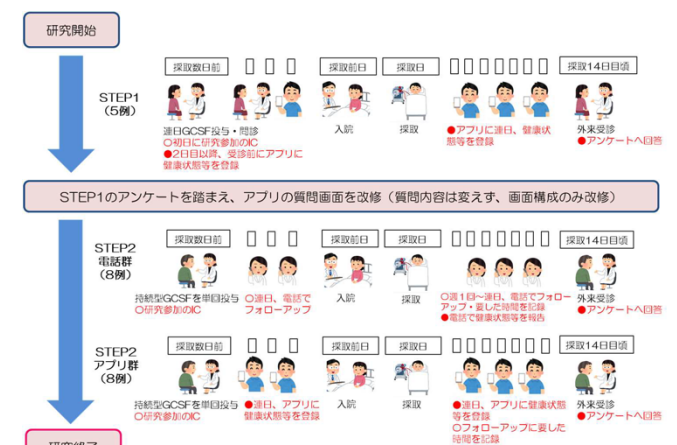 研究開始
採取数日前 採取前日 採取日 採取14日目頃
STEP1
(5例)
連日GCSF投与・問診
○初日に研究参加のIC
●2日目以降、受診前にアプリに
健康状態等を登録
入院
採取
●アプリに連日、健康状
態等を登録
外来受診
●アンケートへ回答
STEP1のアンケートを踏まえ、アプリの質問画面を改修(質問内容は変えず、画面構成のみ改修)
採取数日前 採取前日 採取日 採取14日目頃
STEP2
電話群
(8例)
持続型GCSFを単回投与
○研究参加のIC
○連日、電話で
フォローアップ
入院
採取
○週1回~連日、電話でフォロー
アップ・要した時間を記録
●電話で健康状態等を報告
外来受診
●アンケートへ回答
採取数日前 採取前日 採取日 採取14日目頃
STEP2
アプリ群
(8例)
持続型GCSFを単回投与
○研究参加のIC
●連日、アプリに
健康状態等を登録
入院
採取
●連日、アプリに健康状態
等を登録
○フォローアップに要した
時間を記録
外来受診
●アンケートへ回答